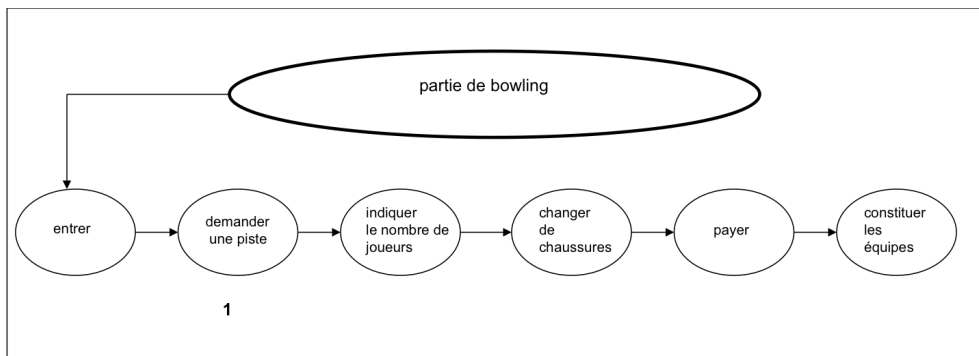 partie de bowling
entrer
demander
une piste
indiquer
le nombre de
joueurs
changer
de
chaussures
payer
constituer
les
équipes
1